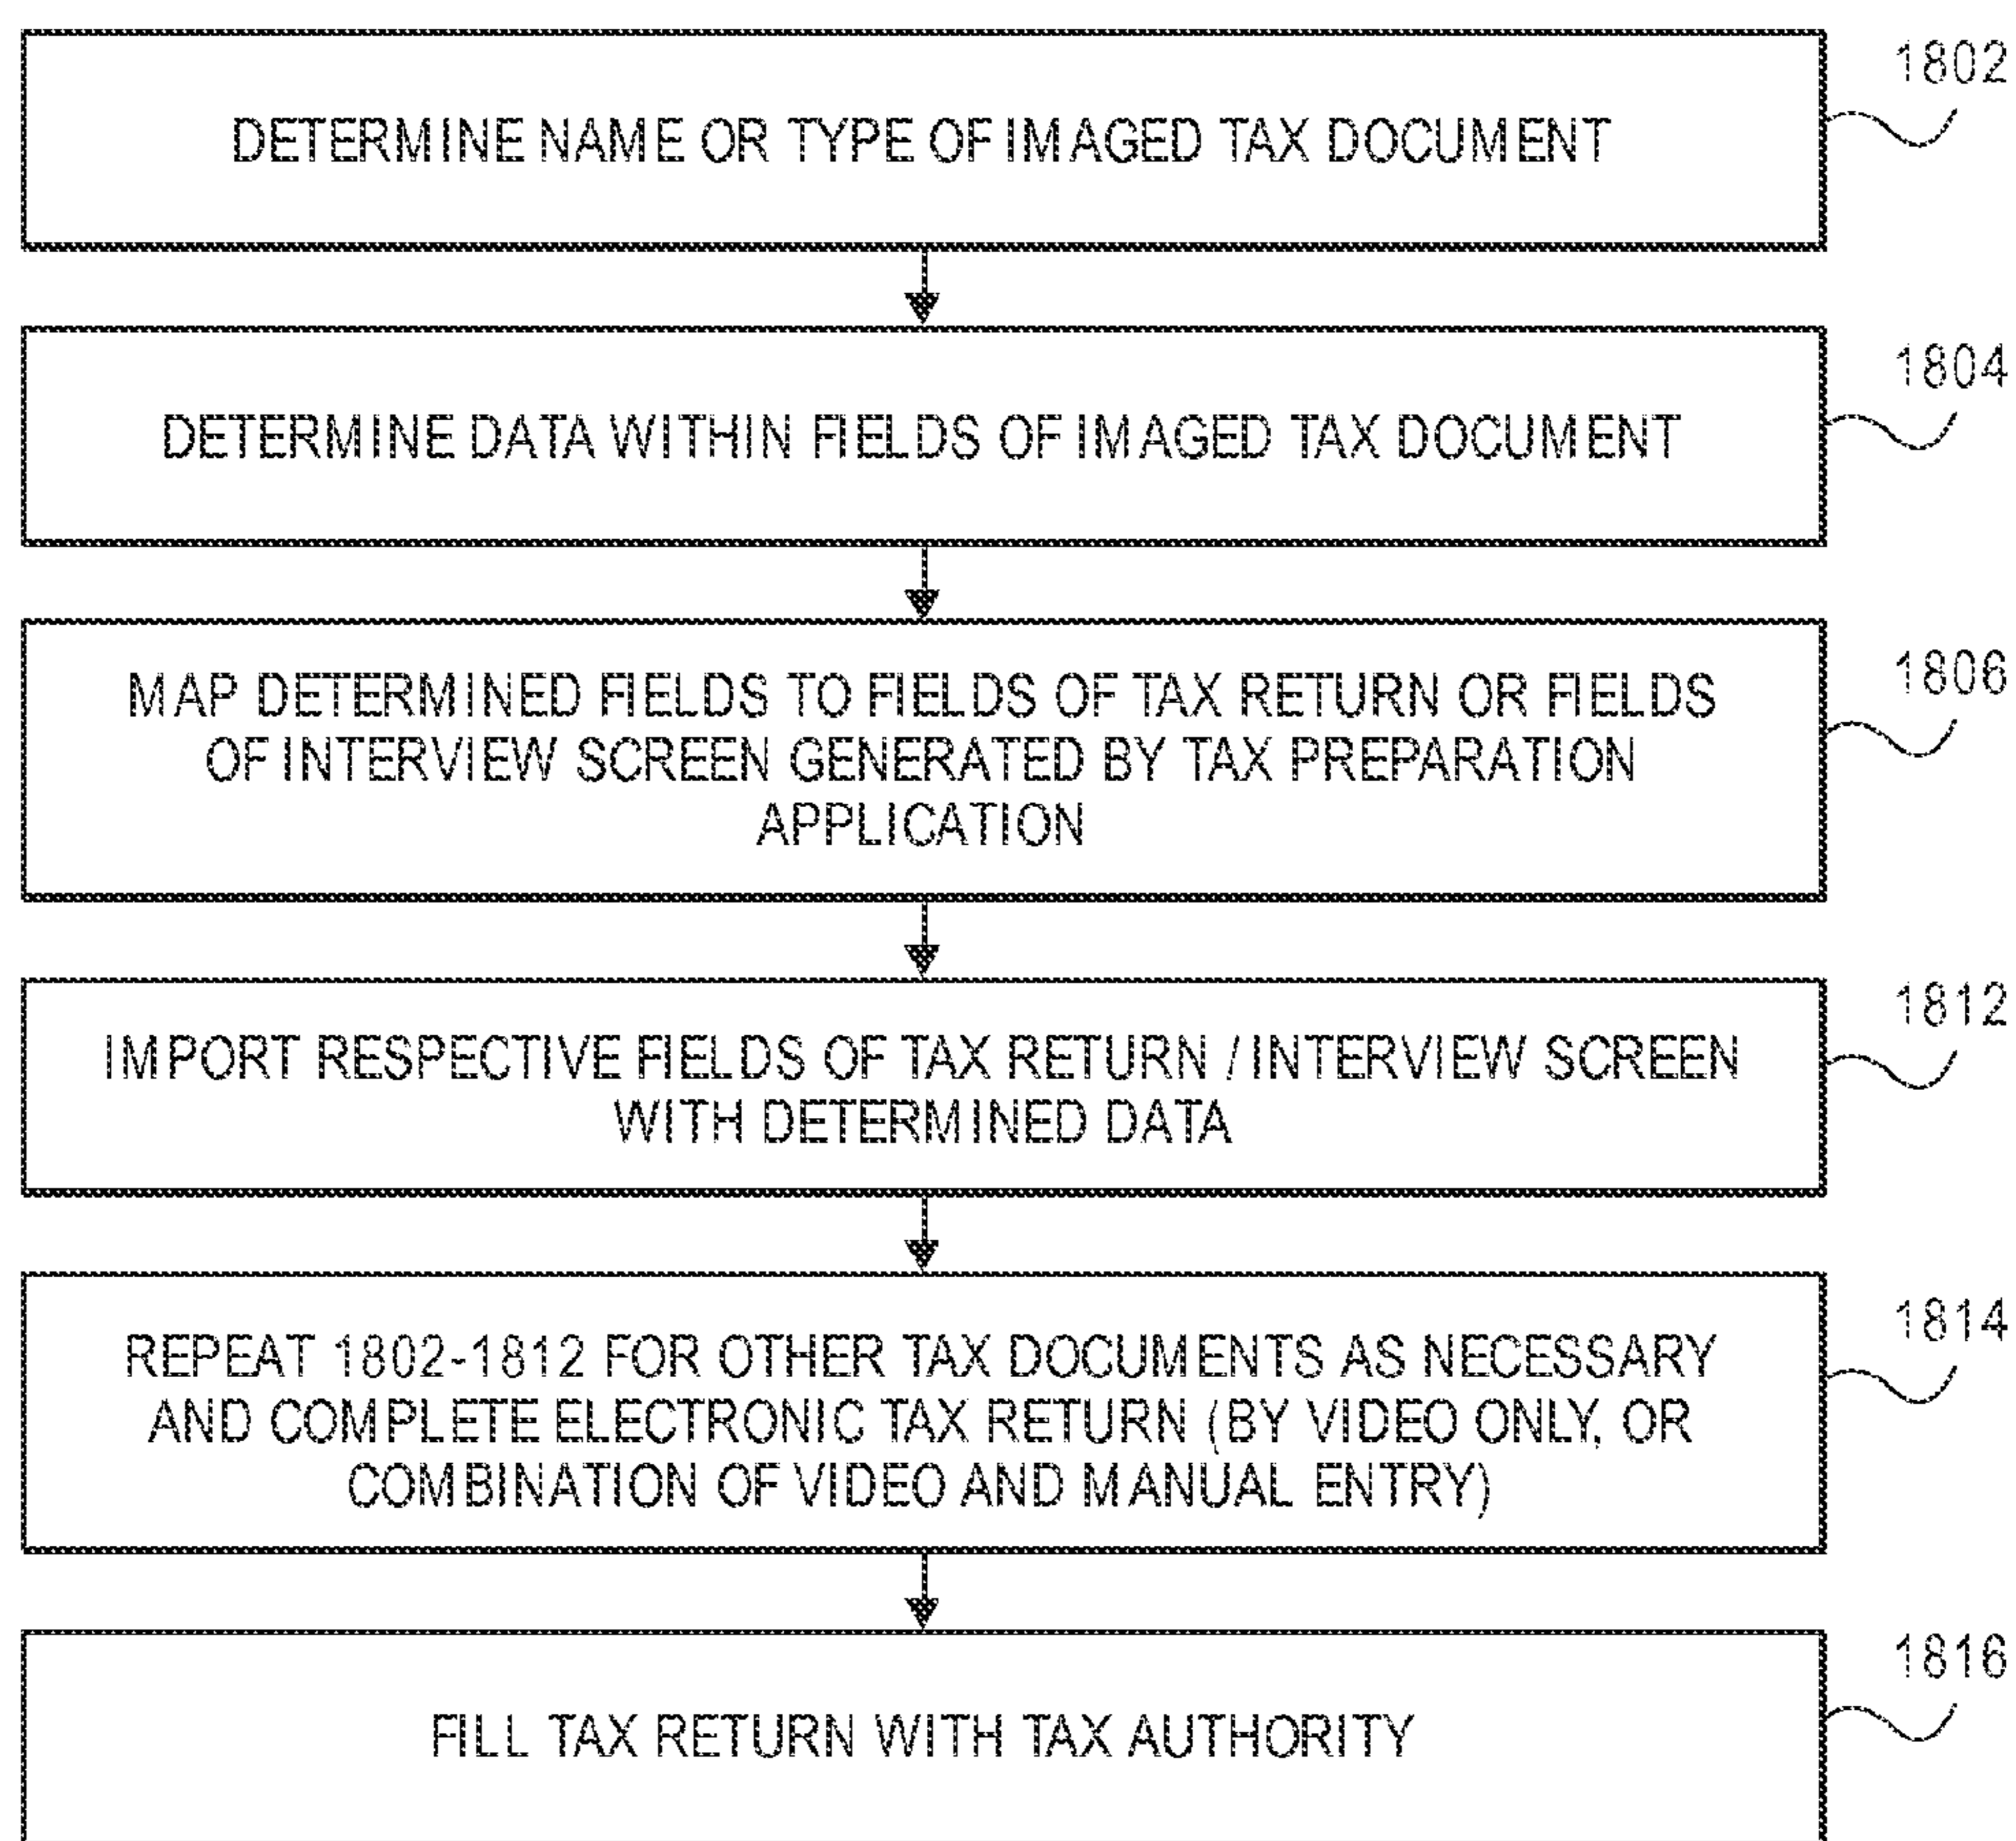 1802
DETERMINE NAME OR TYPE OF IMAGED TAX DOCUMENT
1804
DETERMINE DATA WITHIN FIELDS OF IMAGED TAX DOCUMENT
1806
MAP DETERMINED FIELDS TO FIELDS OF TAX RETURN OR FIELDS
OF INTERVIEW SCREEN GENERATED BY TAX PREPARATION
APPLICATION
1812
IMPORT RESPECTIVE FIELDS OF TAX RETURN / INTERVIEW SCREEN
WITH DETERMINED DATA
1814
REPEAT 1802-1812 FOR OTHER TAX DOCUMENTS AS NECESSARY
AND COMPLETE ELECTRONIC TAX RETURN (BY VIDEO ONLY, OR
COMBINATION OF VIDEO AND MANUAL ENTRY)
1816
FILL TAX RETURN WITH TAX AUTHORITY